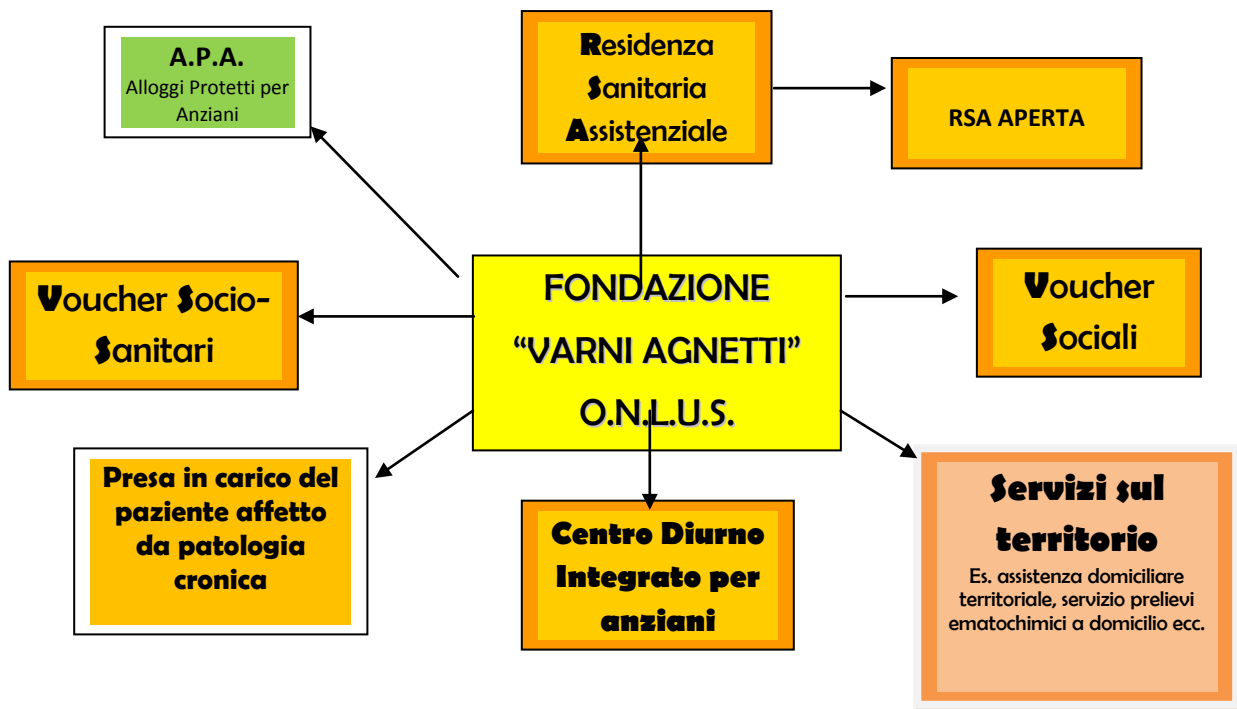 A.P.A.
Alloggi Protetti per
Anziani
Residenza
Sanitaria
Assistenziale
RSA APERTA
Voucher Socio-
Sanitari
FONDAZIONE
“VARNI AGNETTI”
O.N.L.U.S.
Voucher
Sociali
Presa in carico del
paziente affetto
da patologia
cronica
Centro Diurno
Integrato per
anziani
Servizi sul
territorio
Es. assistenza domiciliare
territoriale, servizio prelievi
ematochimici a domicilio ecc.